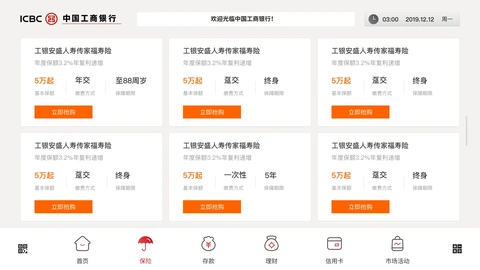 ICBC 中国工商银行
欢迎光临中国工商银行！
03:00 2019.12.12 周一
工银安盛人寿传家福寿险
年度保额3.2%年复利递增
5万起 年交 至88周岁
基本保额 缴费方式 保障期限
立即抢购
工银安盛人寿传家福寿险
年度保额3.2%年复利递增
5万起 趸交 终身
基本保额 缴费方式 保障期限
立即抢购
工银安盛人寿传家福寿险
年度保额3.2%年复利递增
5万起 趸交 终身
基本保额 缴费方式 保障期限
立即抢购
工银安盛人寿传家福寿险
年度保额3.2%年复利递增
5万起 趸交 终身
基本保额 缴费方式 保障期限
立即抢购
工银安盛人寿传家福寿险
年度保额3.2%年复利递增
5万起 一次性 5年
基本保额 缴费方式 保障期限
立即抢购
工银安盛人寿传家福寿险
年度保额3.2%年复利递增
5万起 趸交 终身
基本保额 缴费方式 保障期限
立即抢购
首页 保险 存款 理财 信用卡 市场活动